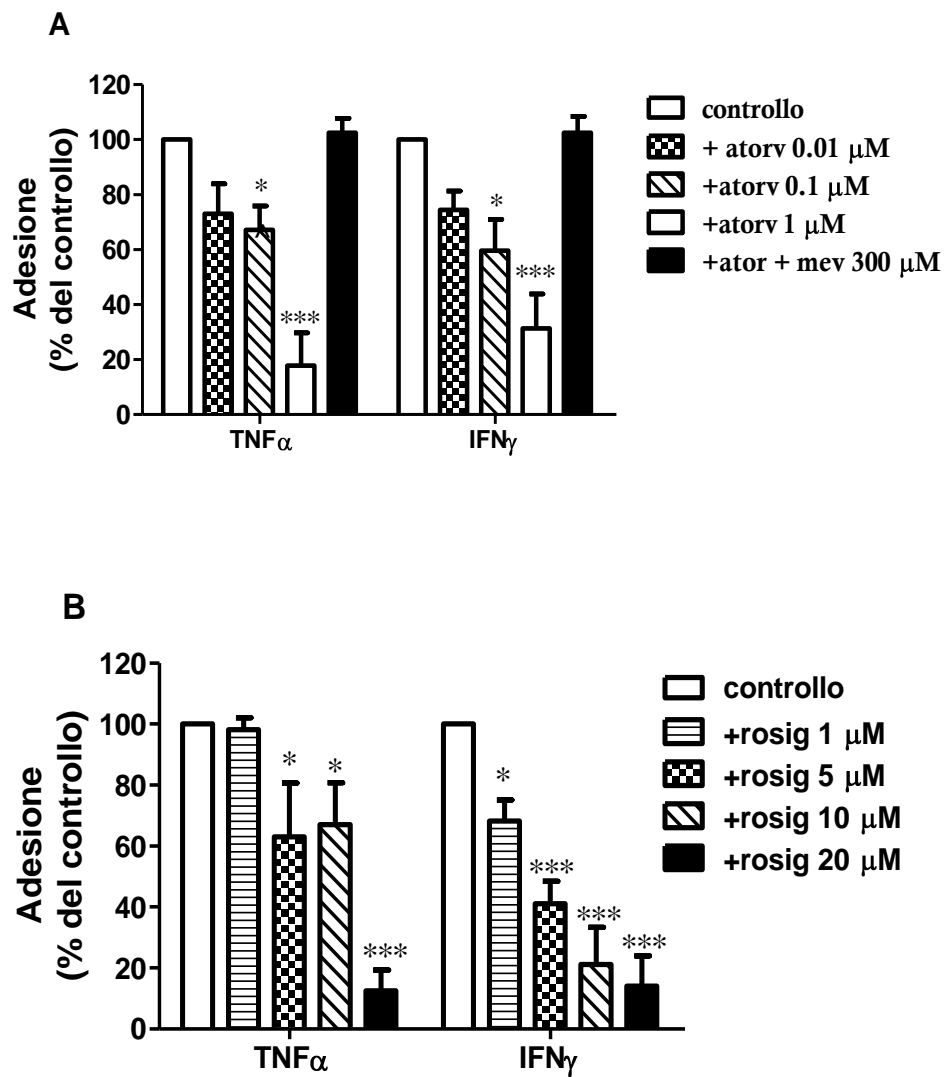 A
Adesione
(% del controllo)
120
100
80
60
40
20
0
*
***
*
***
TNFα
IFNγ
controllo
+ atorv 0.01 µM
+atorv 0.1 µM
+atorv 1 µM
+ator + mev 300 µM
B
Adesione
(% del controllo)
120
100
80
60
40
20
0
*
*
***
*
***
***
***
TNFα
IFNγ
controllo
+rosig 1 µM
+rosig 5 µM
+rosig 10 µM
+rosig 20 µM